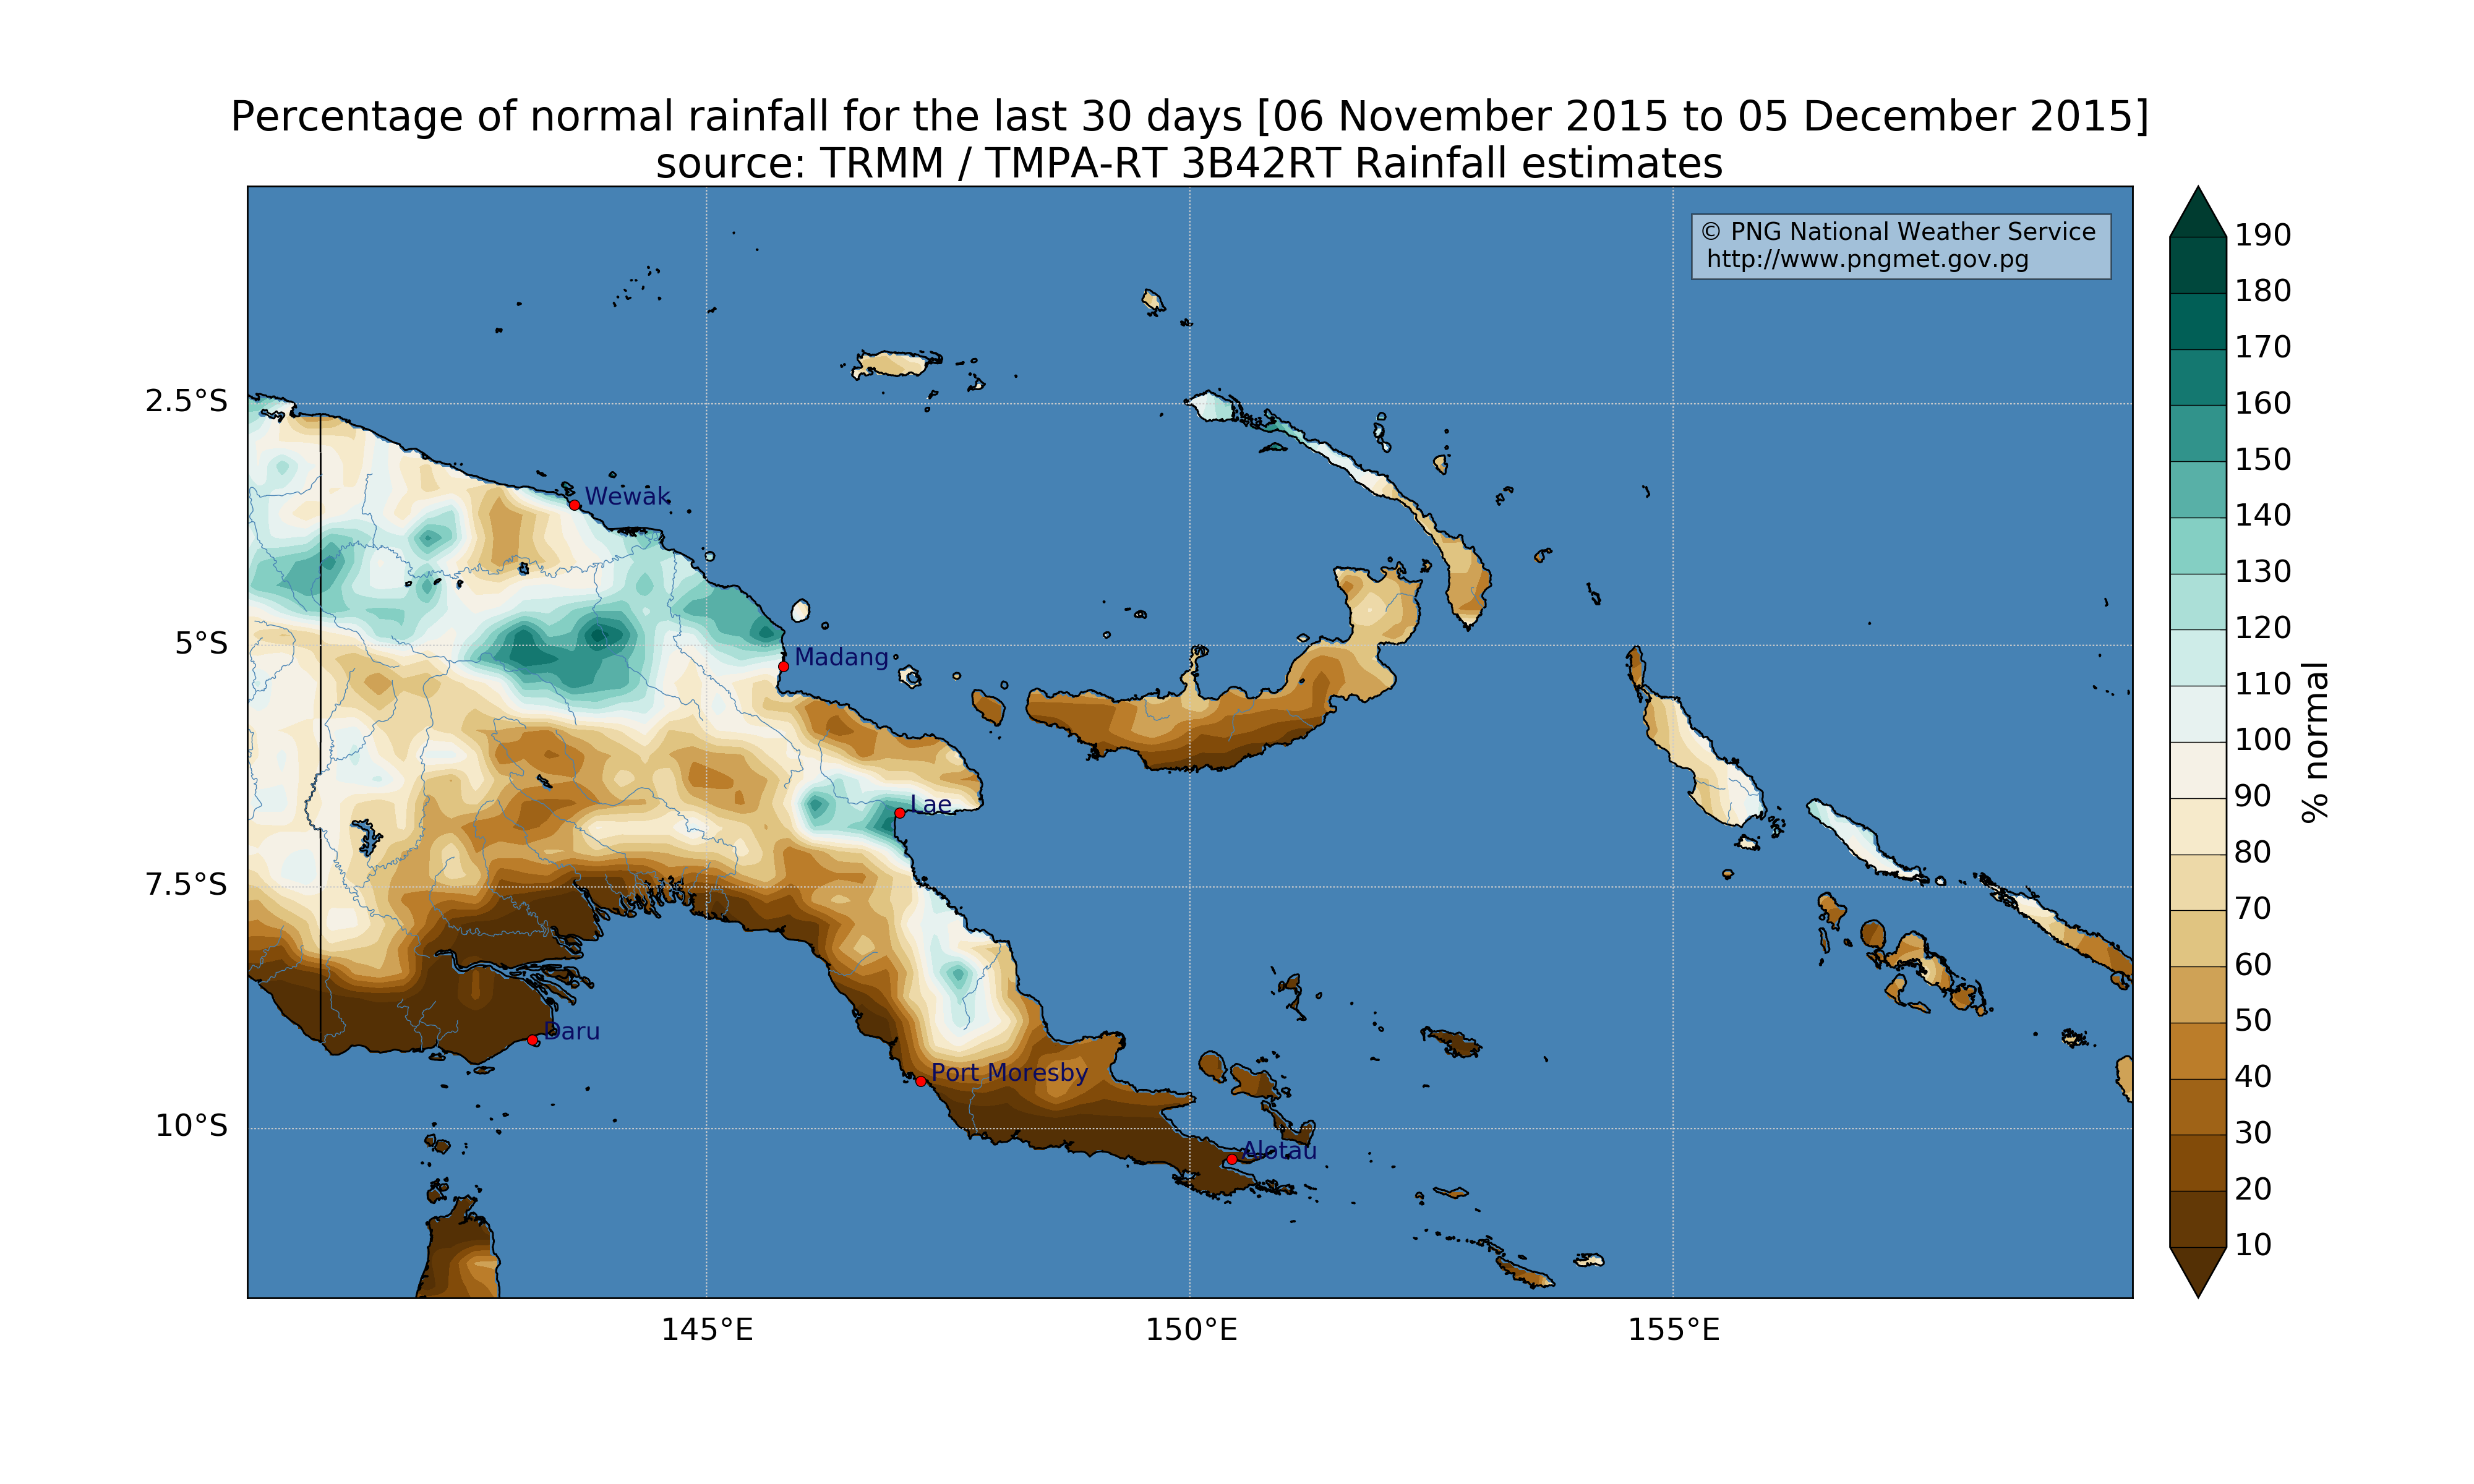 Percentage of normal rainfall for the last 30 days [06 November 2015 to 05 December 2015]
source: TRMM / TMPA-RT 3B42RT Rainfall estimates
© PNG National Weather Service
http://www.pngmet.gov.pg
2.5°S
5°S
7.5°S
10°S
Wewak
Madang
Lae
Daru
Port Moresby
Alotau
145°E
150°E
155°E
190
180
170
160
150
140
130
120
110
100
90
80
70
60
50
40
30
20
10
% normal